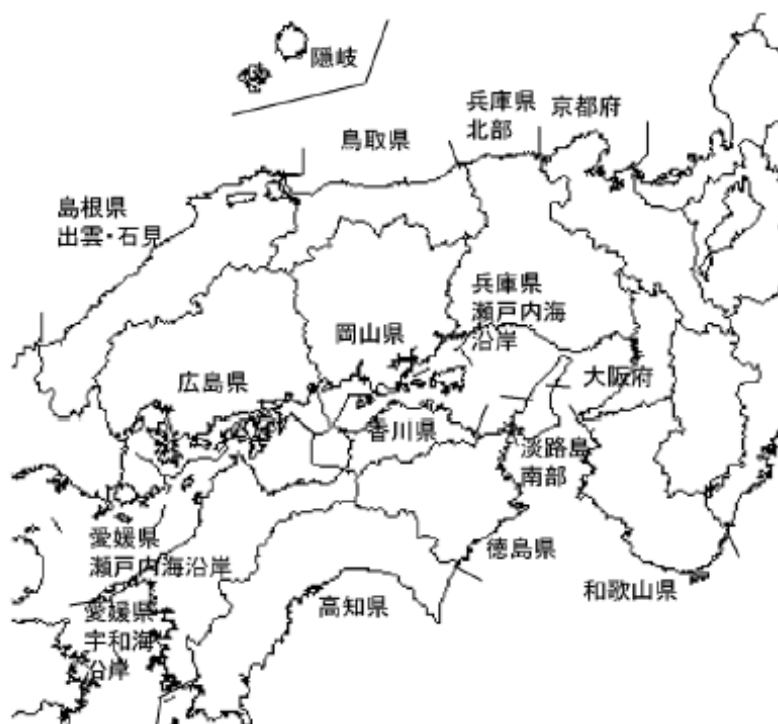 隠岐
兵庫県
北部
京都府
鳥取県
島根県
出雲・石見
兵庫県
瀬戸内海
沿岸
岡山県
広島県
大阪府
香川県
淡路島
南部
愛媛県
瀬戸内海沿岸
徳島県
和歌山県
愛媛県
宇和海
沿岸
高知県